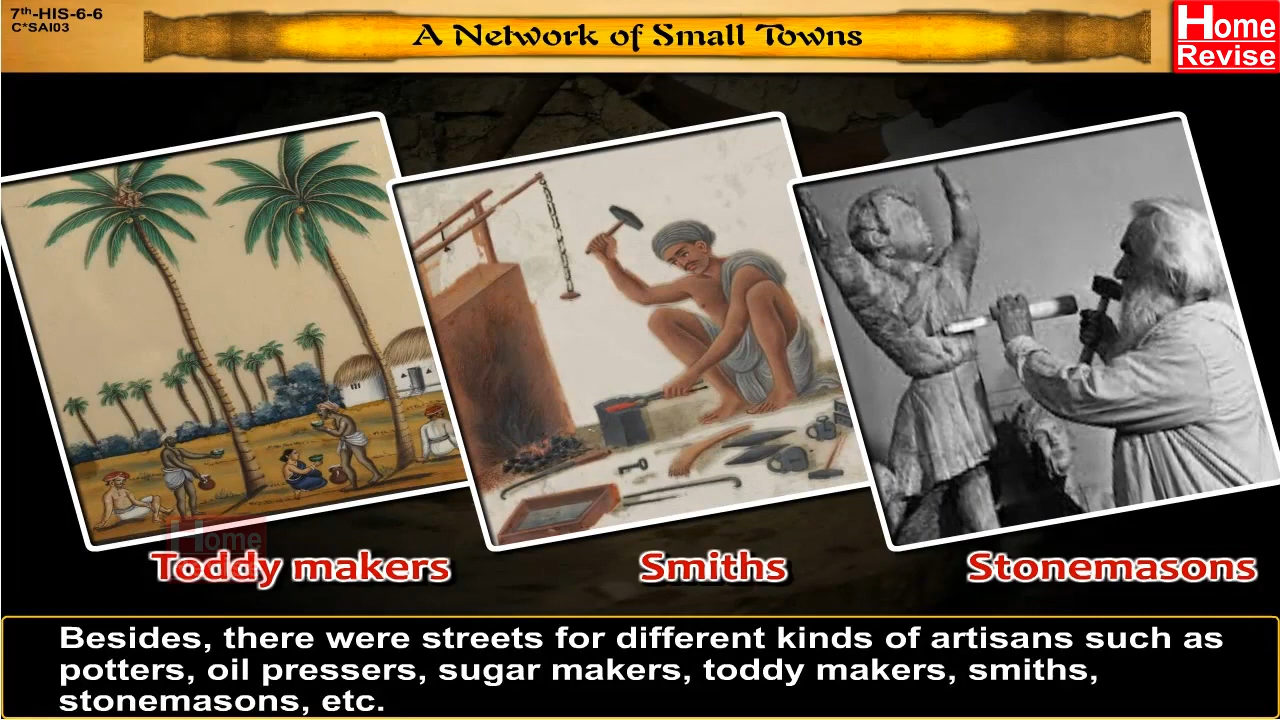 7th-HIS-6-6
C*SAI03
A Network of Small Towns
Home
Revise
Home
Toddy makers
Smiths
Stonemasons
Besides, there were streets for different kinds of artisans such as
potters, oil pressers, sugar makers, toddy makers, smiths,
stonemasons, etc.